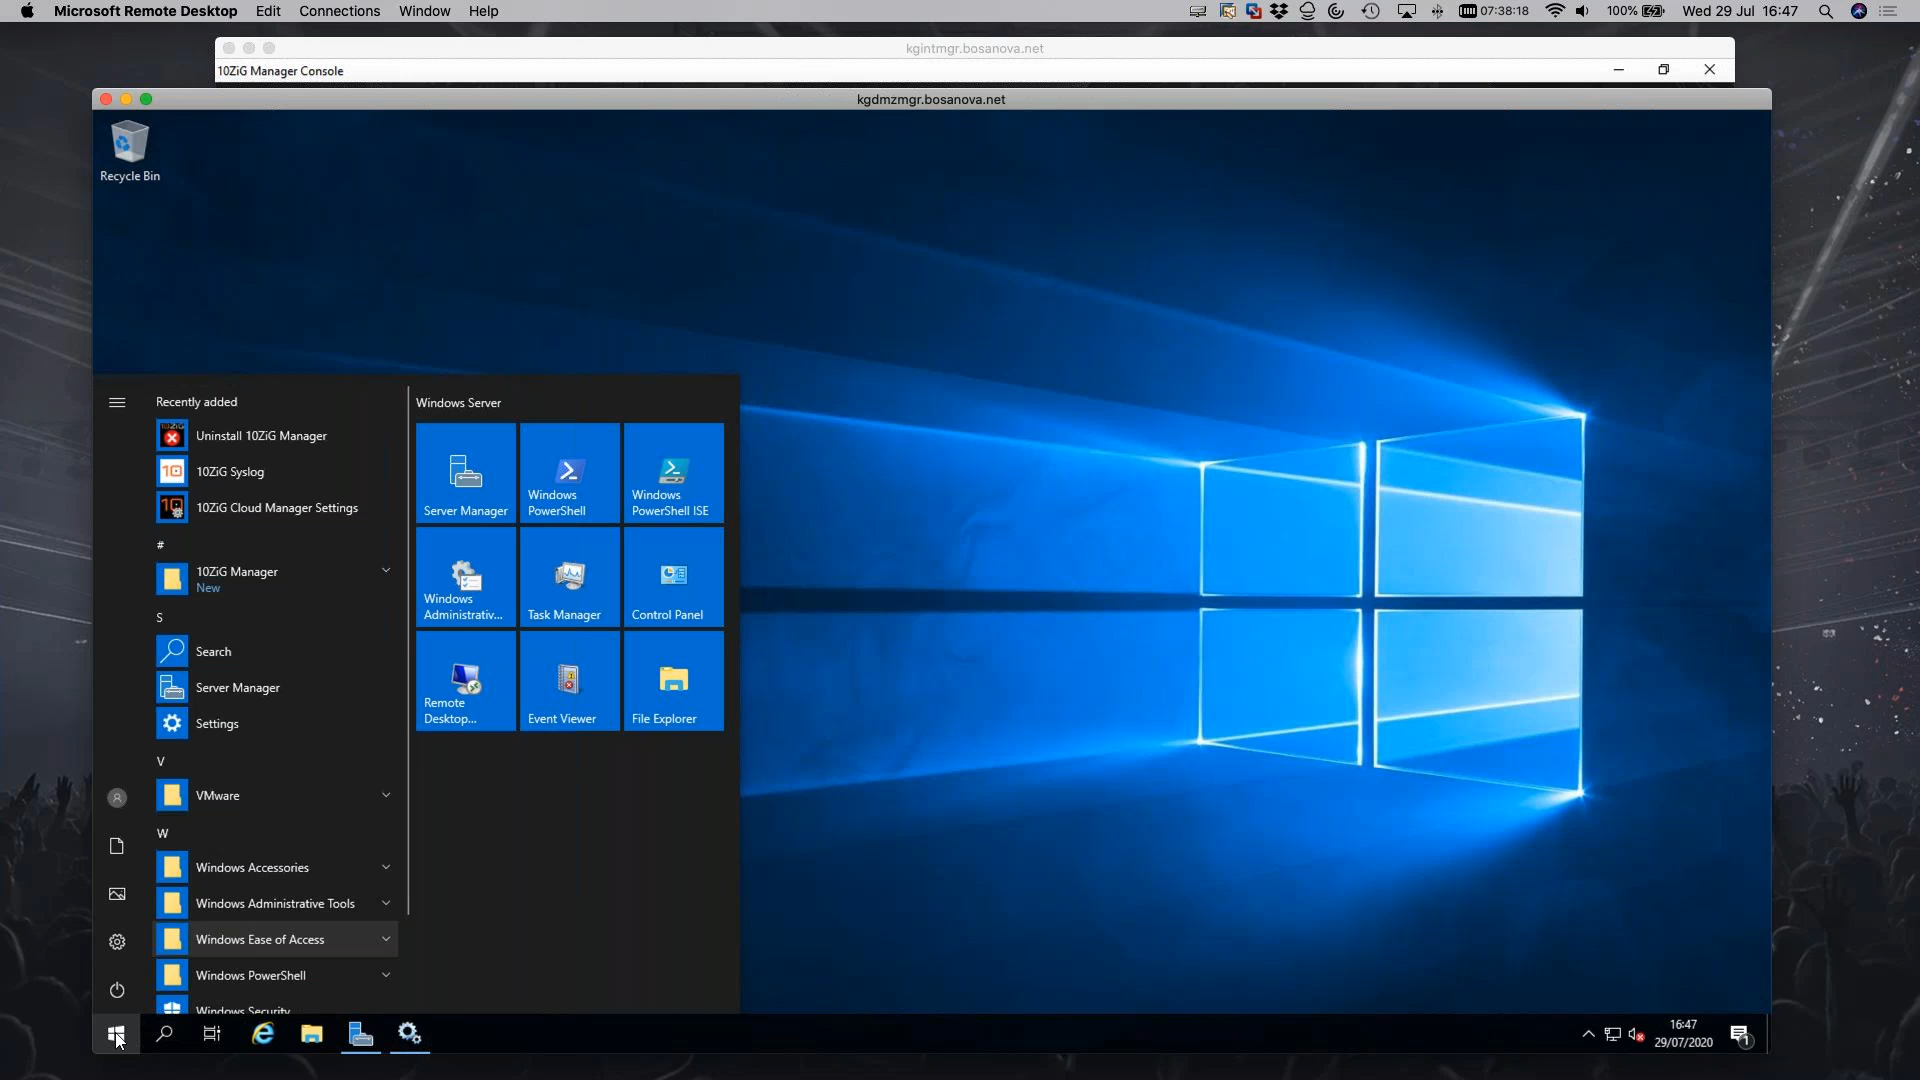 Microsoft Remote Desktop Edit Connections Window Help
07:38:18 100% Wed 29 Jul 16:47
kgintmgr.bosanova.net
10ZiG Manager Console
kgdmzmgr.bosanova.net
Recycle Bin
Recently added
Uninstall 10ZiG Manager
10ZiG Syslog
10ZiG Cloud Manager Settings
#
10ZiG Manager
New
S
Search
Server Manager
Settings
V
VMware
W
Windows Accessories
Windows Administrative Tools
Windows Ease of Access
Windows PowerShell
Windows Security
Windows Server
Server Manager
Windows
PowerShell
Windows
PowerShell ISE
Windows
Administrativ...
Task Manager
Control Panel
Remote
Desktop...
Event Viewer
File Explorer
16:47
29/07/2020
1